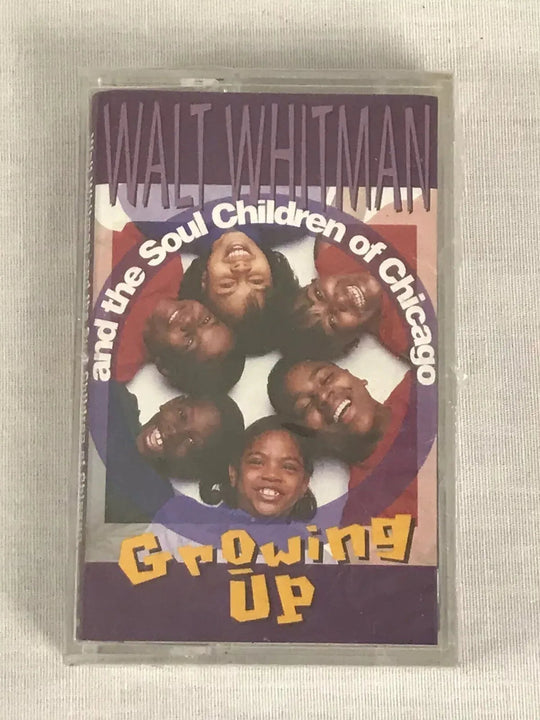 WALT WHITMAN
and the Soul Children of Chicago
Growing
Up